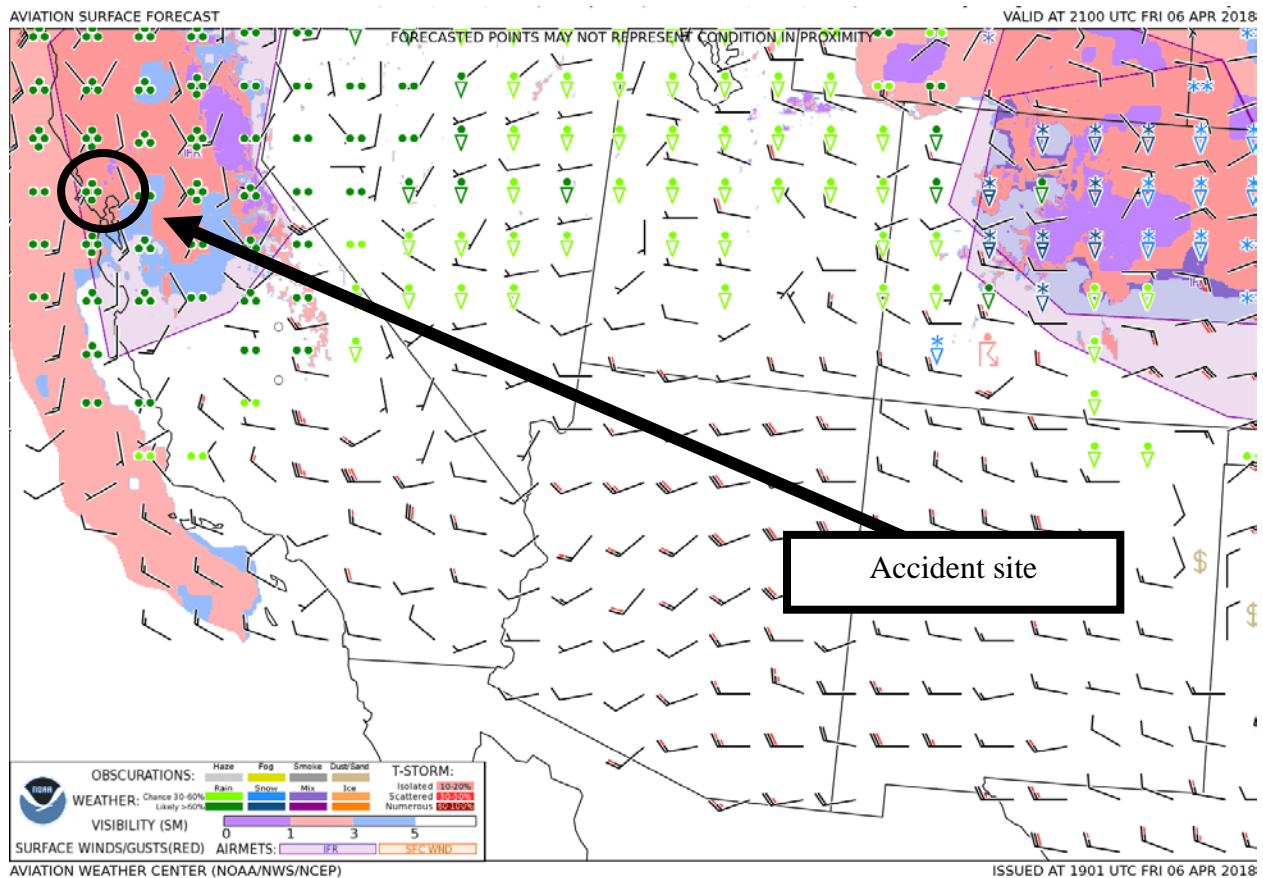 AVIATION SURFACE FORECAST VALID AT 2100 UTC FRI 06 APR 2018
FORECASTED POINTS MAY NOT REPRESENT CONDITION IN PROXIMITY
IFR
IFR
Accident site
OBSCURATIONS: Haze Fog Smoke Dust/Sand T-STORM:
Rain Snow Mix Ice Isolated 10-20%
WEATHER: Chance 30-60% Scattered
Likely >60% Numerous 60-100%
NOAA
VISIBILITY (SM) 0 1 3 5
SURFACE WINDS/GUSTS(RED) AIRMETS: IFR SFC WND
AVIATION WEATHER CENTER (NOAA/NWS/NCEP) ISSUED AT 1901 UTC FRI 06 APR 2018